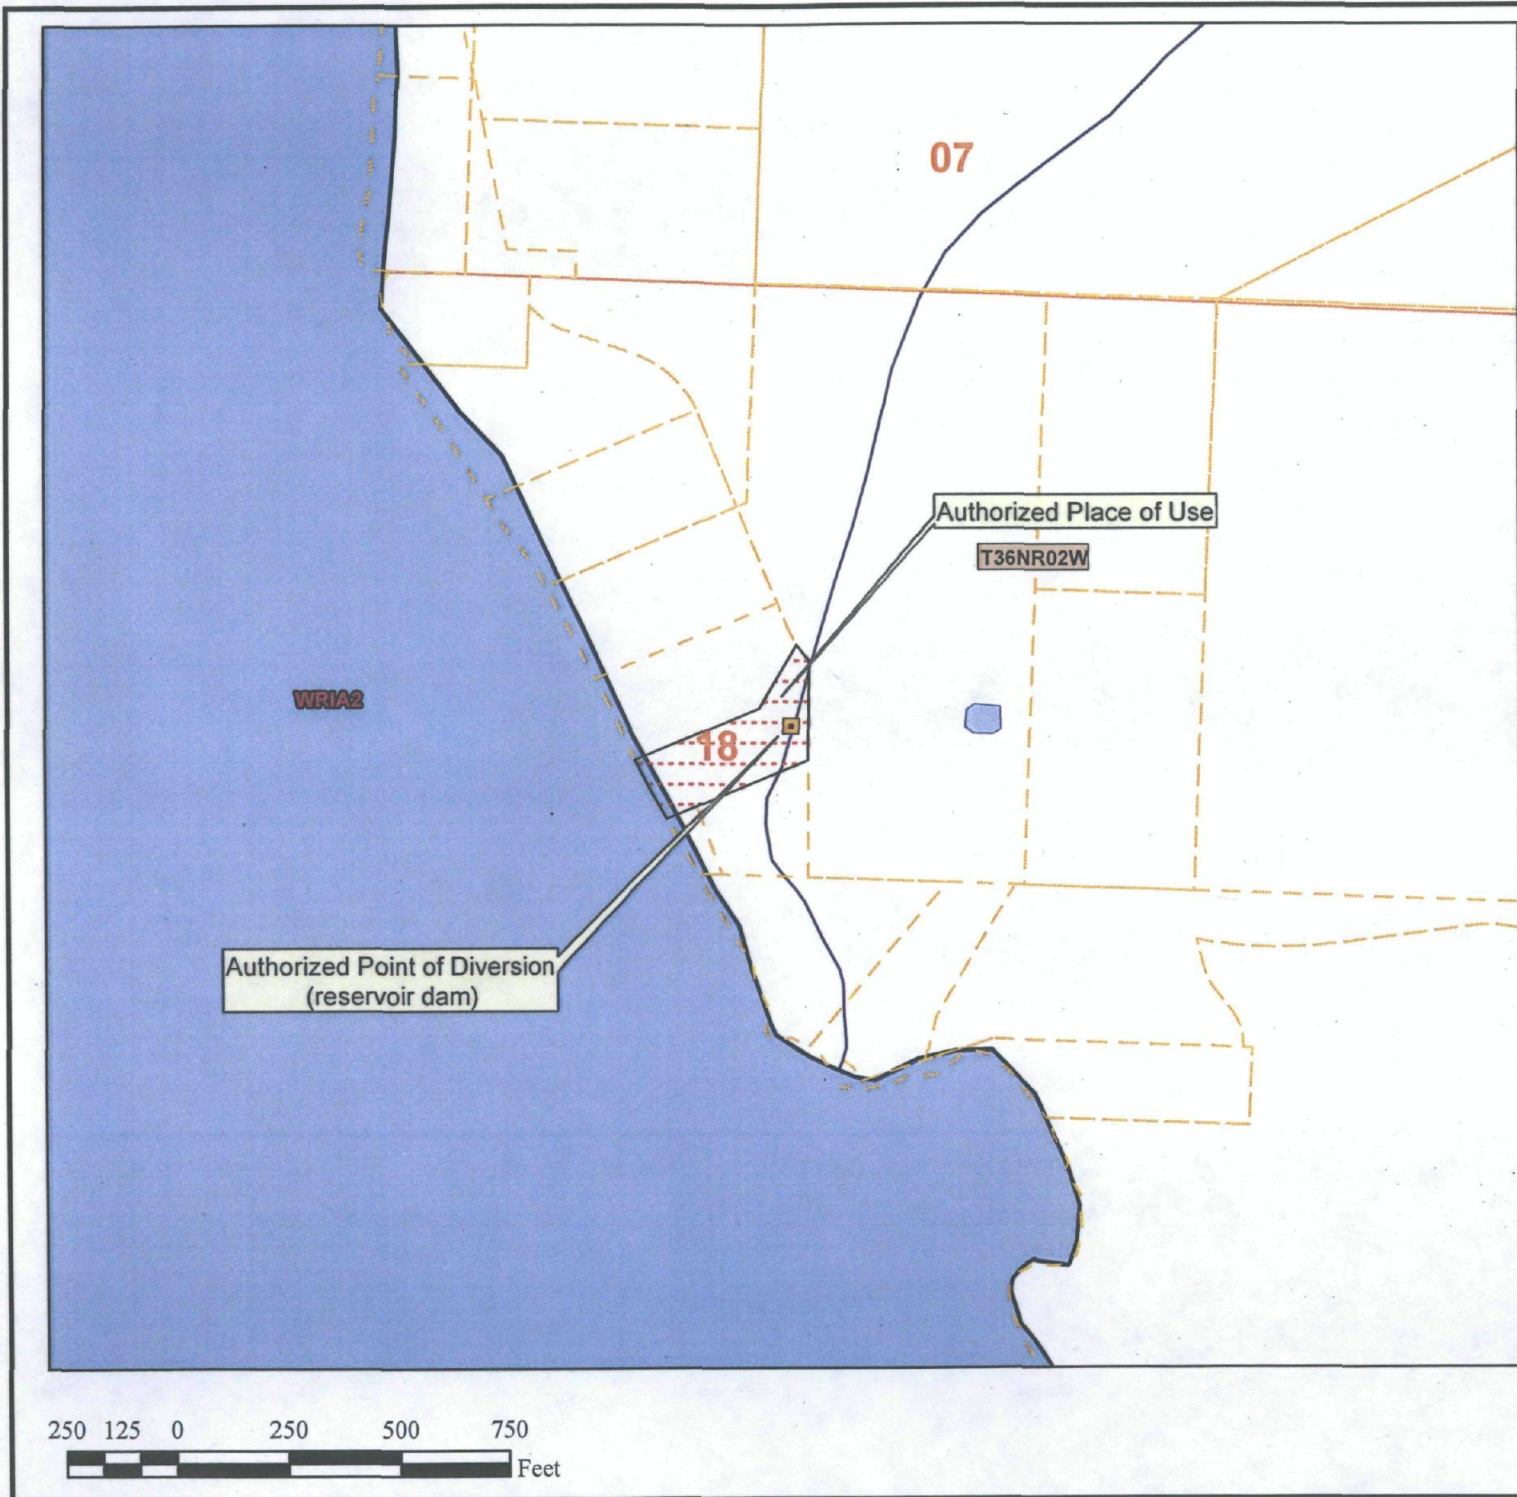 07
Authorized Place of Use
T36NR02W
WRIA2
18
Authorized Point of Diversion
(reservoir dam)
250 125 0 250 500 750
Feet